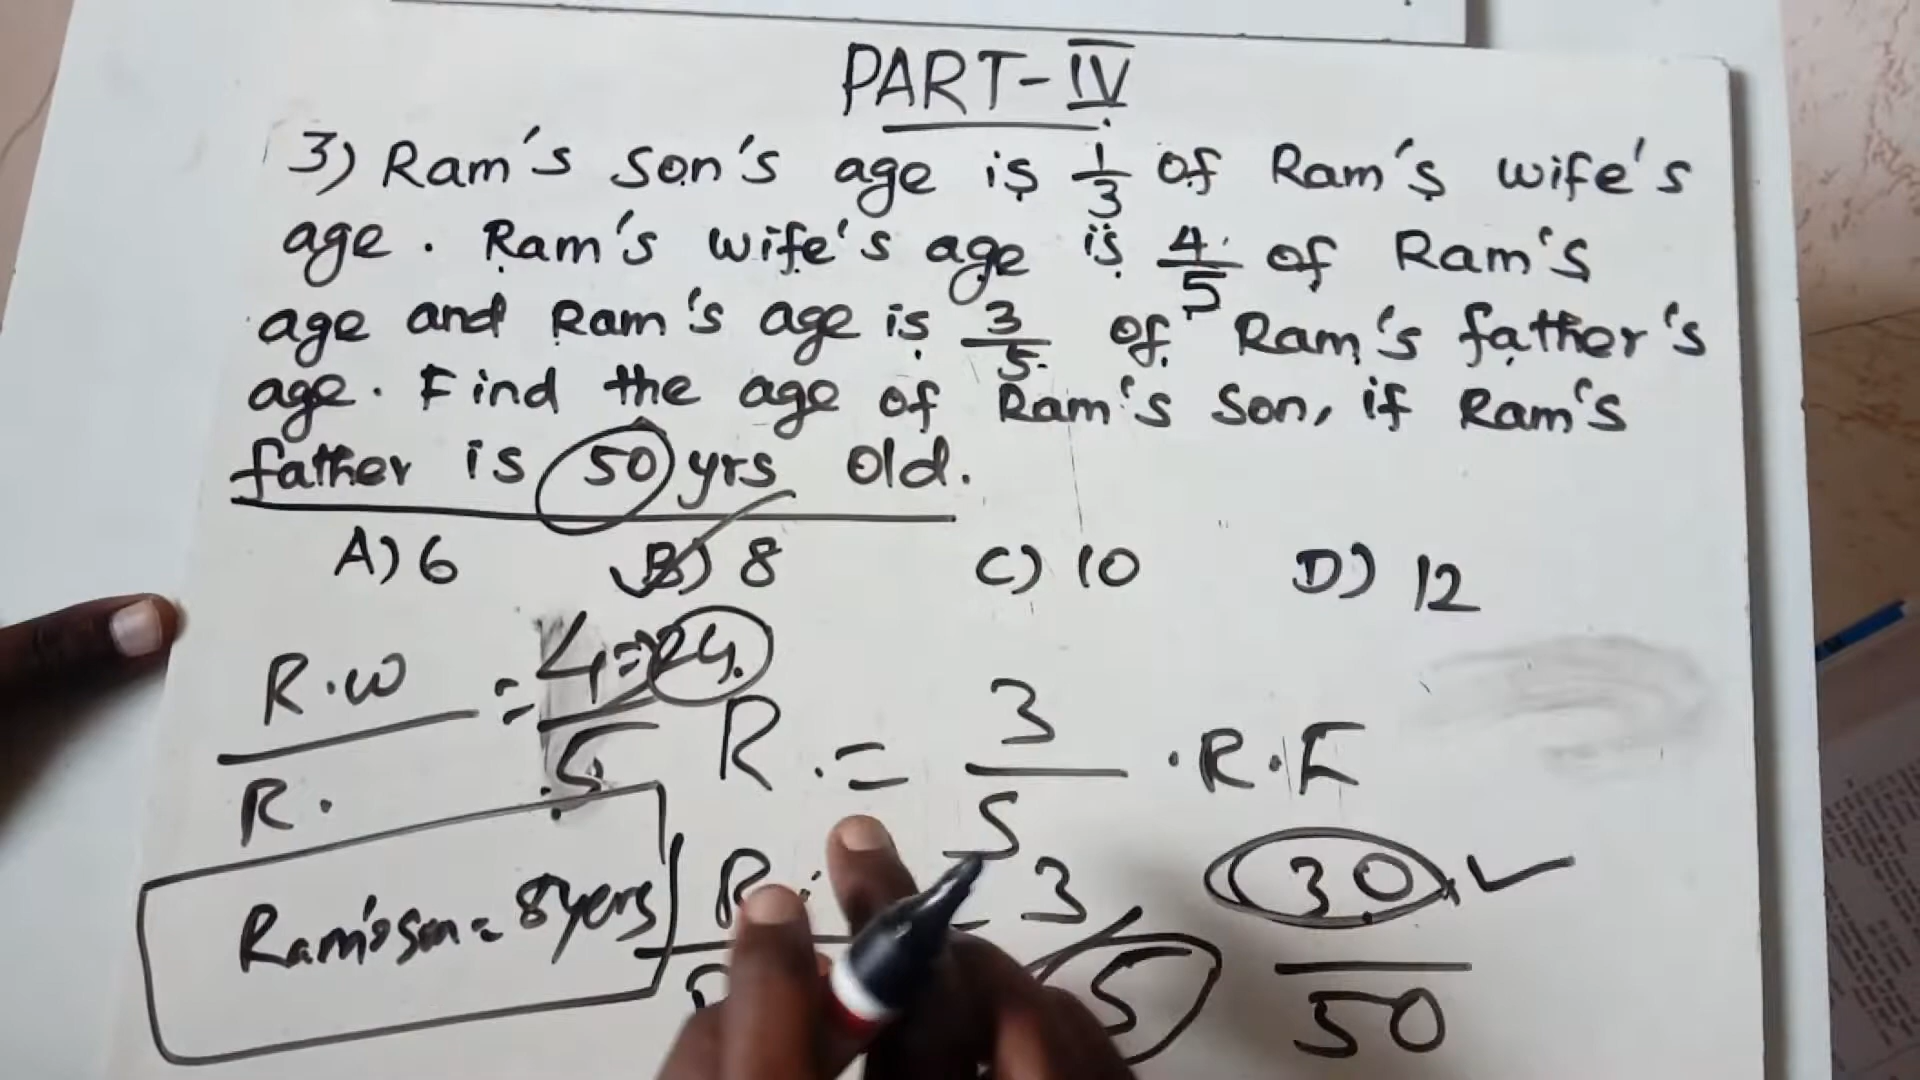 PART-IV
3) Ram's son's age is 1/3 of Ram's wife's
age. Ram's wife's age is 4/5 of Ram's
age and Ram's age is 3/5 of Ram's father's
age. Find the age of Ram's son, if Ram's
father is 50 yrs old.
A) 6 B) 8 C) 10 D) 12
R.W/R. = 4/5 => 24.
R = 3/5 . R.F
R 3/5 30/50
Ram's son = 8 yers